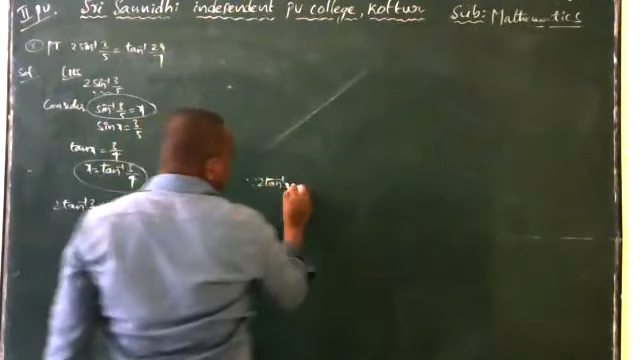 II PU. Sri Sannidhi independent PU college, Kottur Sub: Mathematics
① PT 2 sin⁻¹ 3/5 = tan⁻¹ 24/7
Sol. LHS
2 sin⁻¹ 3/5
Consider sin⁻¹ 3/5 = x
sin x = 3/5
tan x = 3/4
x = tan⁻¹ 3/4
2 tan⁻¹ 3
∵ 2 tan⁻¹ x